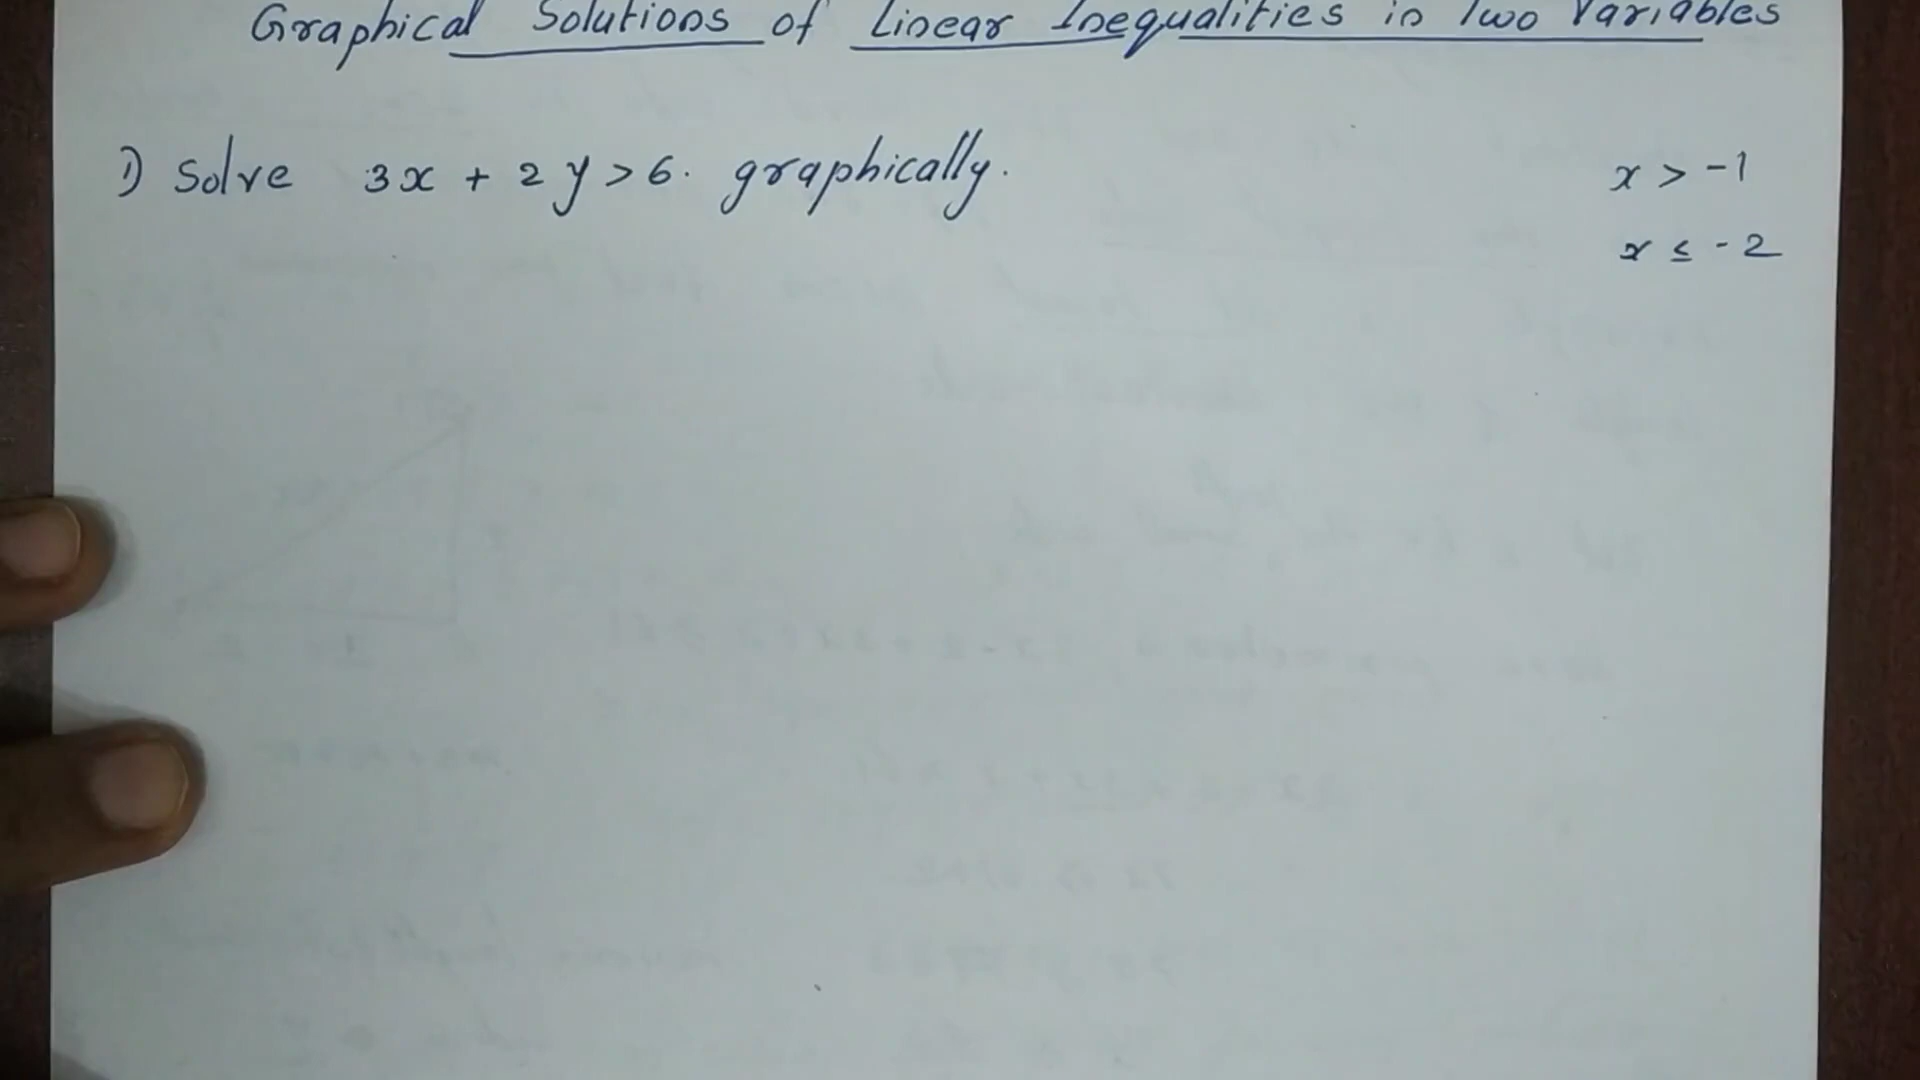 Graphical Solutions of Linear Inequalities in Two Variables
1) Solve 3x + 2y > 6. graphically.
x > -1
x ≤ -2